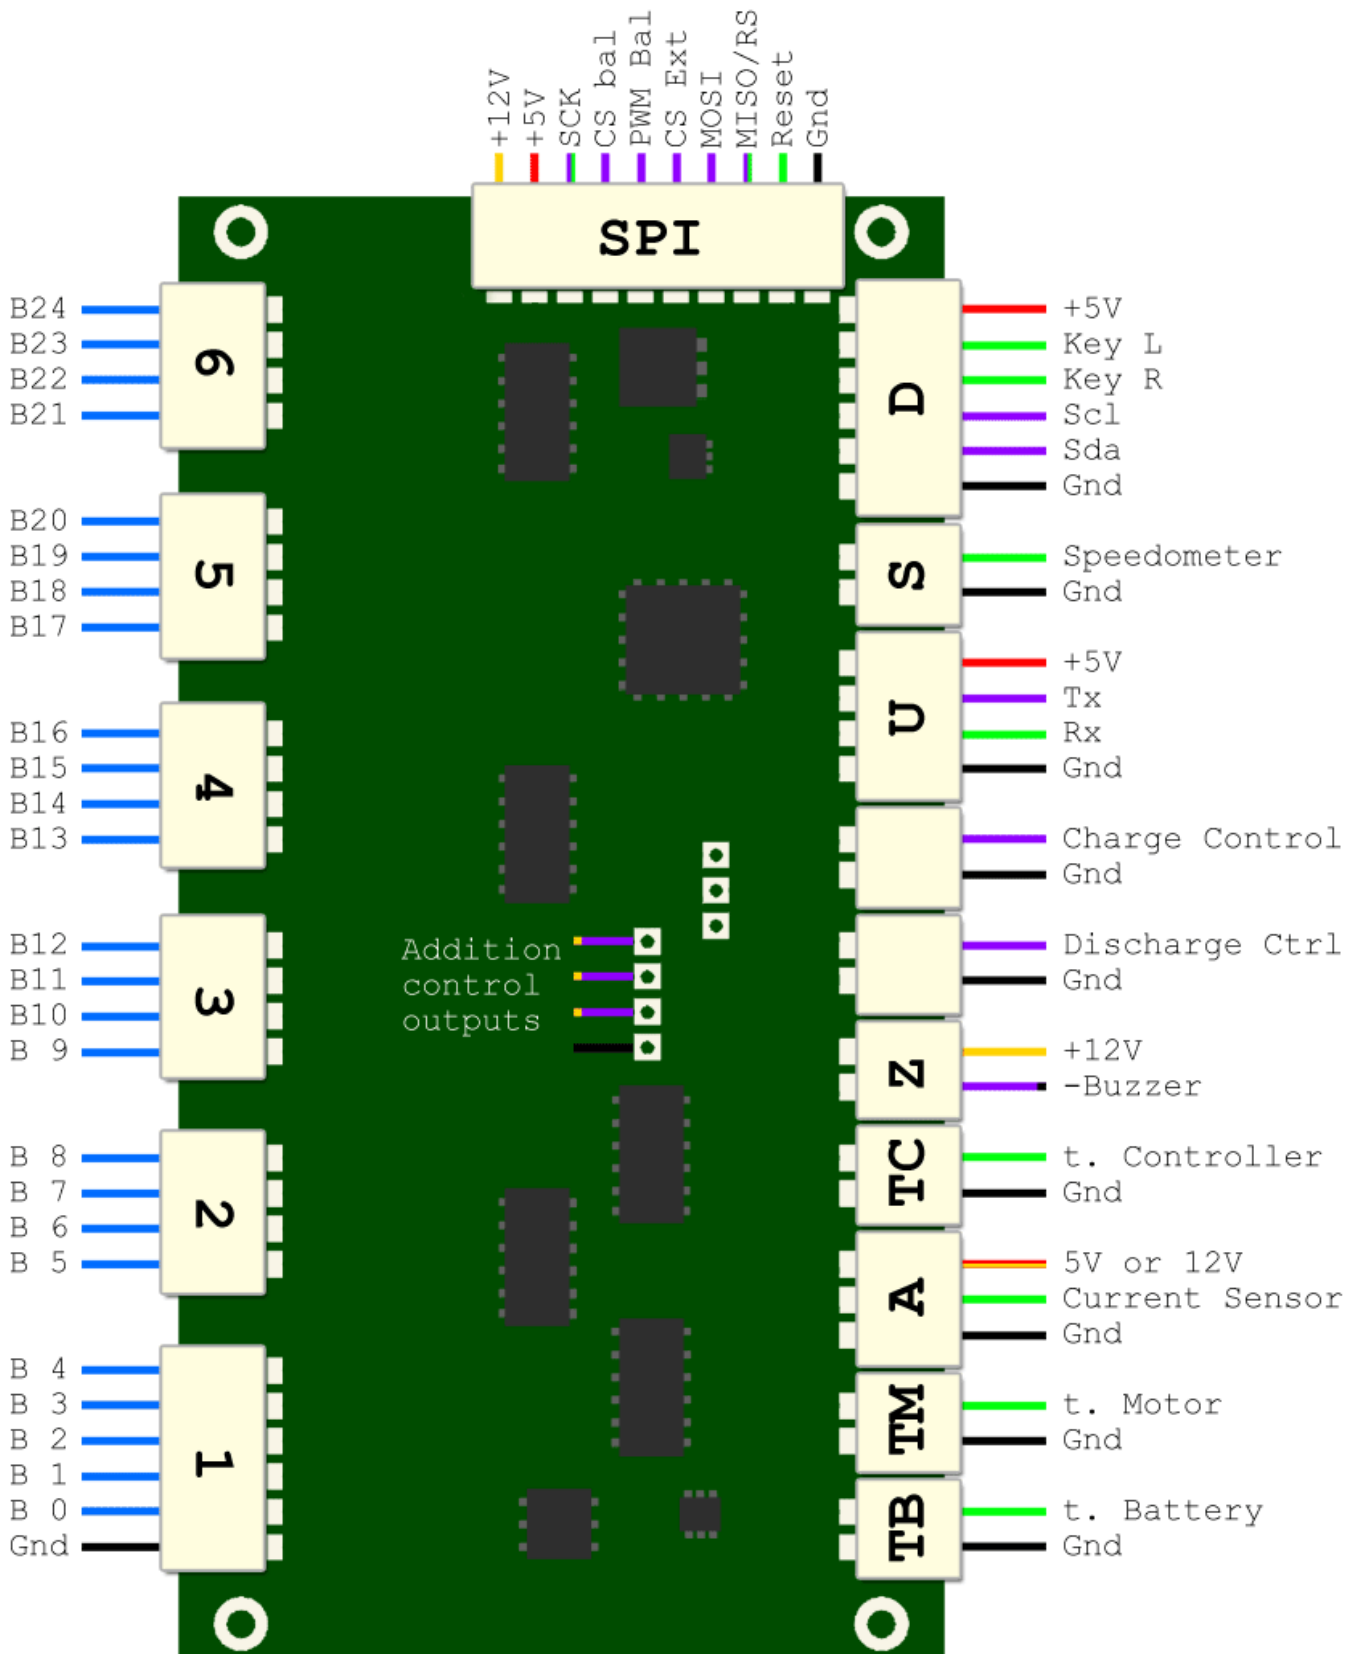 +12V
+5V
SCK
CS bal
PWM Bal
CS Ext
MOSI
MISO/RS
Reset
Gnd
SPI
B24
B23
B22
B21
6
B20
B19
B18
B17
5
B16
B15
B14
B13
4
B12
B11
B10
B 9
3
B 8
B 7
B 6
B 5
2
B 4
B 3
B 2
B 1
B 0
Gnd
1
Addition
control
outputs
D
+5V
Key L
Key R
Scl
Sda
Gnd
S
Speedometer
Gnd
U
+5V
Tx
Rx
Gnd
Charge Control
Gnd
Discharge Ctrl
Gnd
Z
+12V
-Buzzer
TC
t. Controller
Gnd
A
5V or 12V
Current Sensor
Gnd
TM
t. Motor
Gnd
TB
t. Battery
Gnd